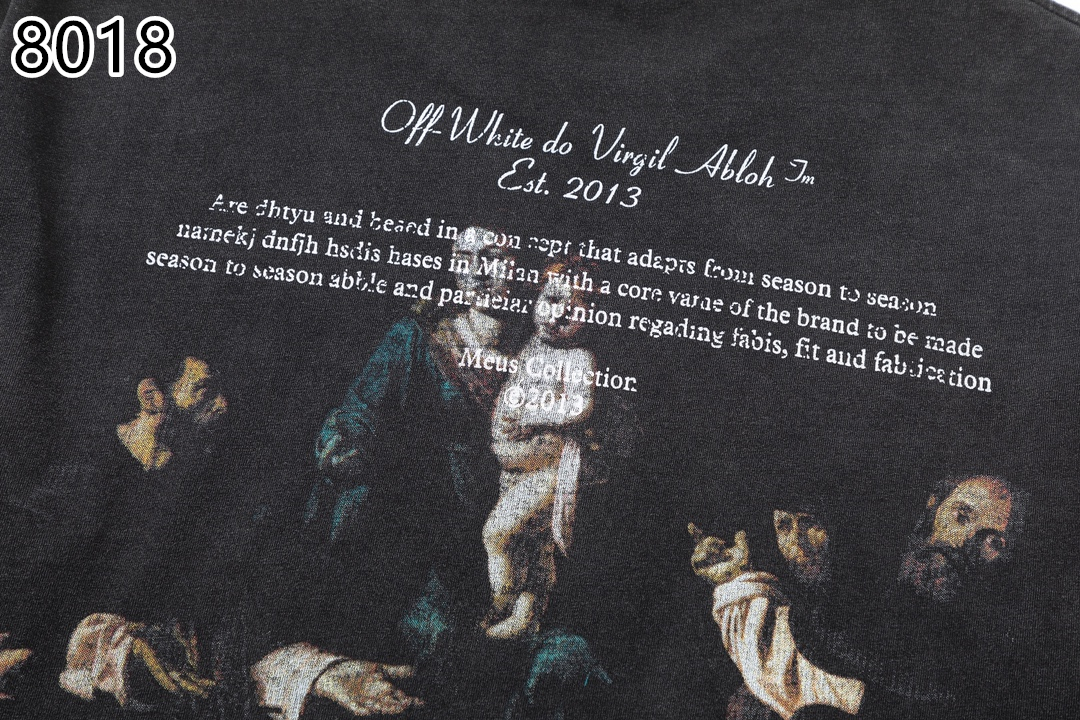 8018
Off-White do Virgil Abloh Tm
Est. 2013
Are dhtyu and beaed in a con cept that adapts from season to season
namekj dnfjh hsdis hases in Milan with a core varue of the brand to be made
season to season abble and parteiar opinion regading fabis, fit and fabrication
Meus Collection
©2013